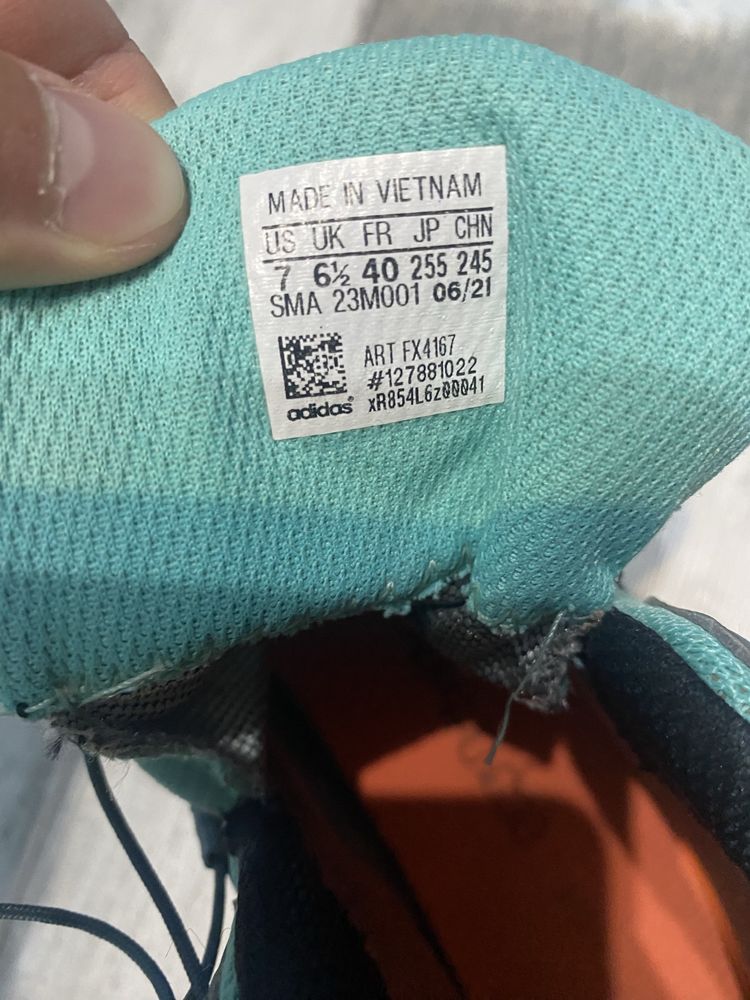 MADE IN VIETNAM
US UK FR JP CHN
7 6½ 40 255 245
SMA 23M001 06/21
ART FX4167
#127881022
xR854L6z00041
adidas